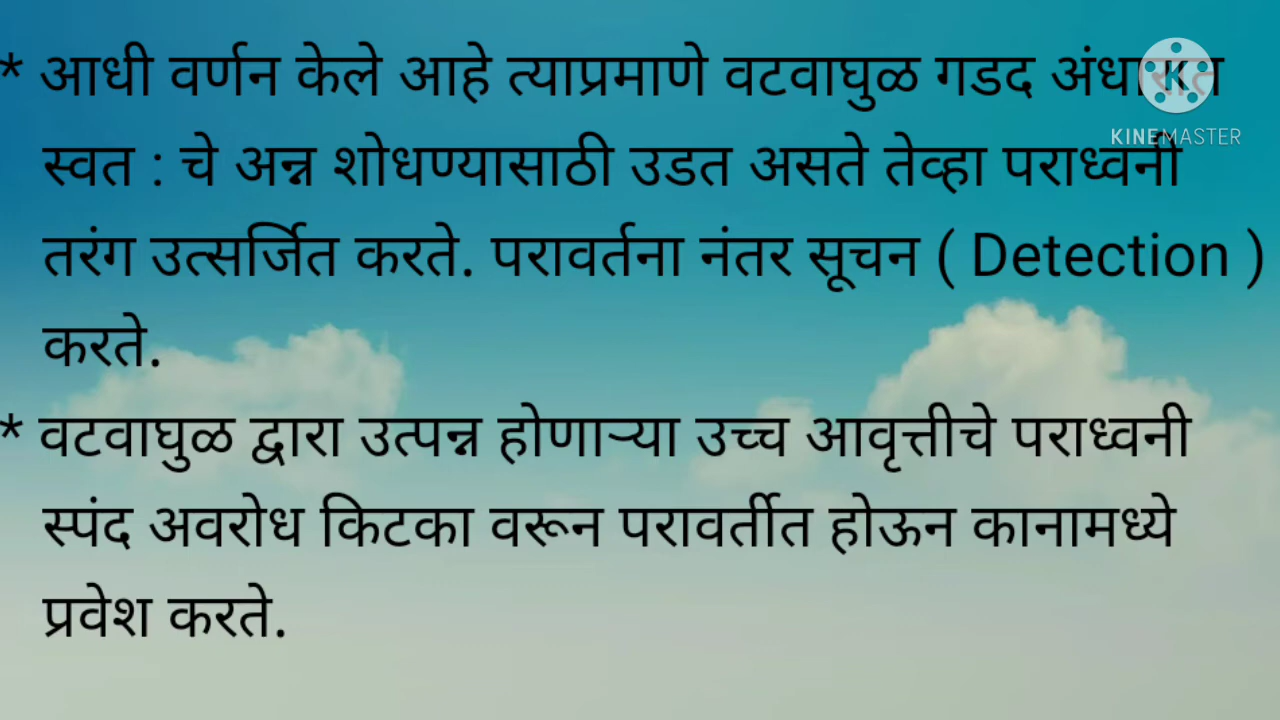 * आधी वर्णन केले आहे त्याप्रमाणे वटवाघुळ गडद
स्वत : चे अन्न शोधण्यासाठी उडत असते तेव्हा पराध्वनी
तरंग उत्सर्जित करते. परावर्तना नंतर सूचन ( Detection )
करते.
* वटवाघुळ द्वारा उत्पन्न होणाऱ्या उच्च आवृत्तीचे पराध्वनी
स्पंद अवरोध किटका वरून परावर्तीत होऊन कानामध्ये
प्रवेश करते.
K
KINEMASTER